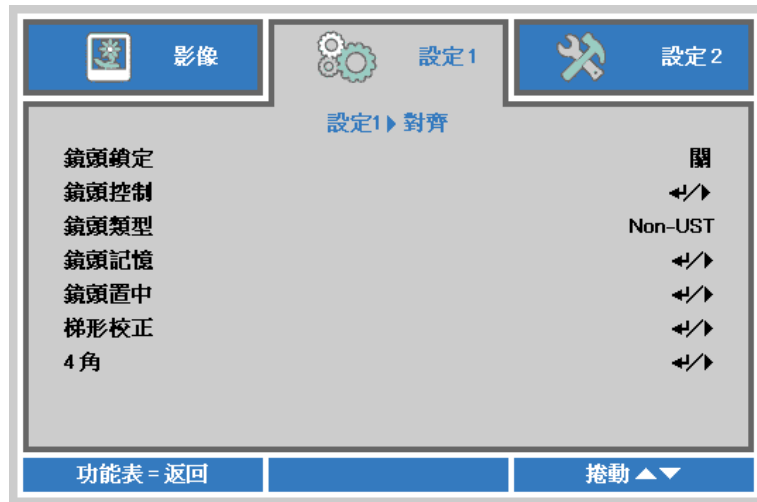 影像 設定1 設定2
設定1▶對齊
鏡頭鎖定 關
鏡頭控制 ↵/▶
鏡頭類型 Non-UST
鏡頭記憶 ↵/▶
鏡頭置中 ↵/▶
梯形校正 ↵/▶
4角 ↵/▶
功能表 = 返回 捲動▲▼